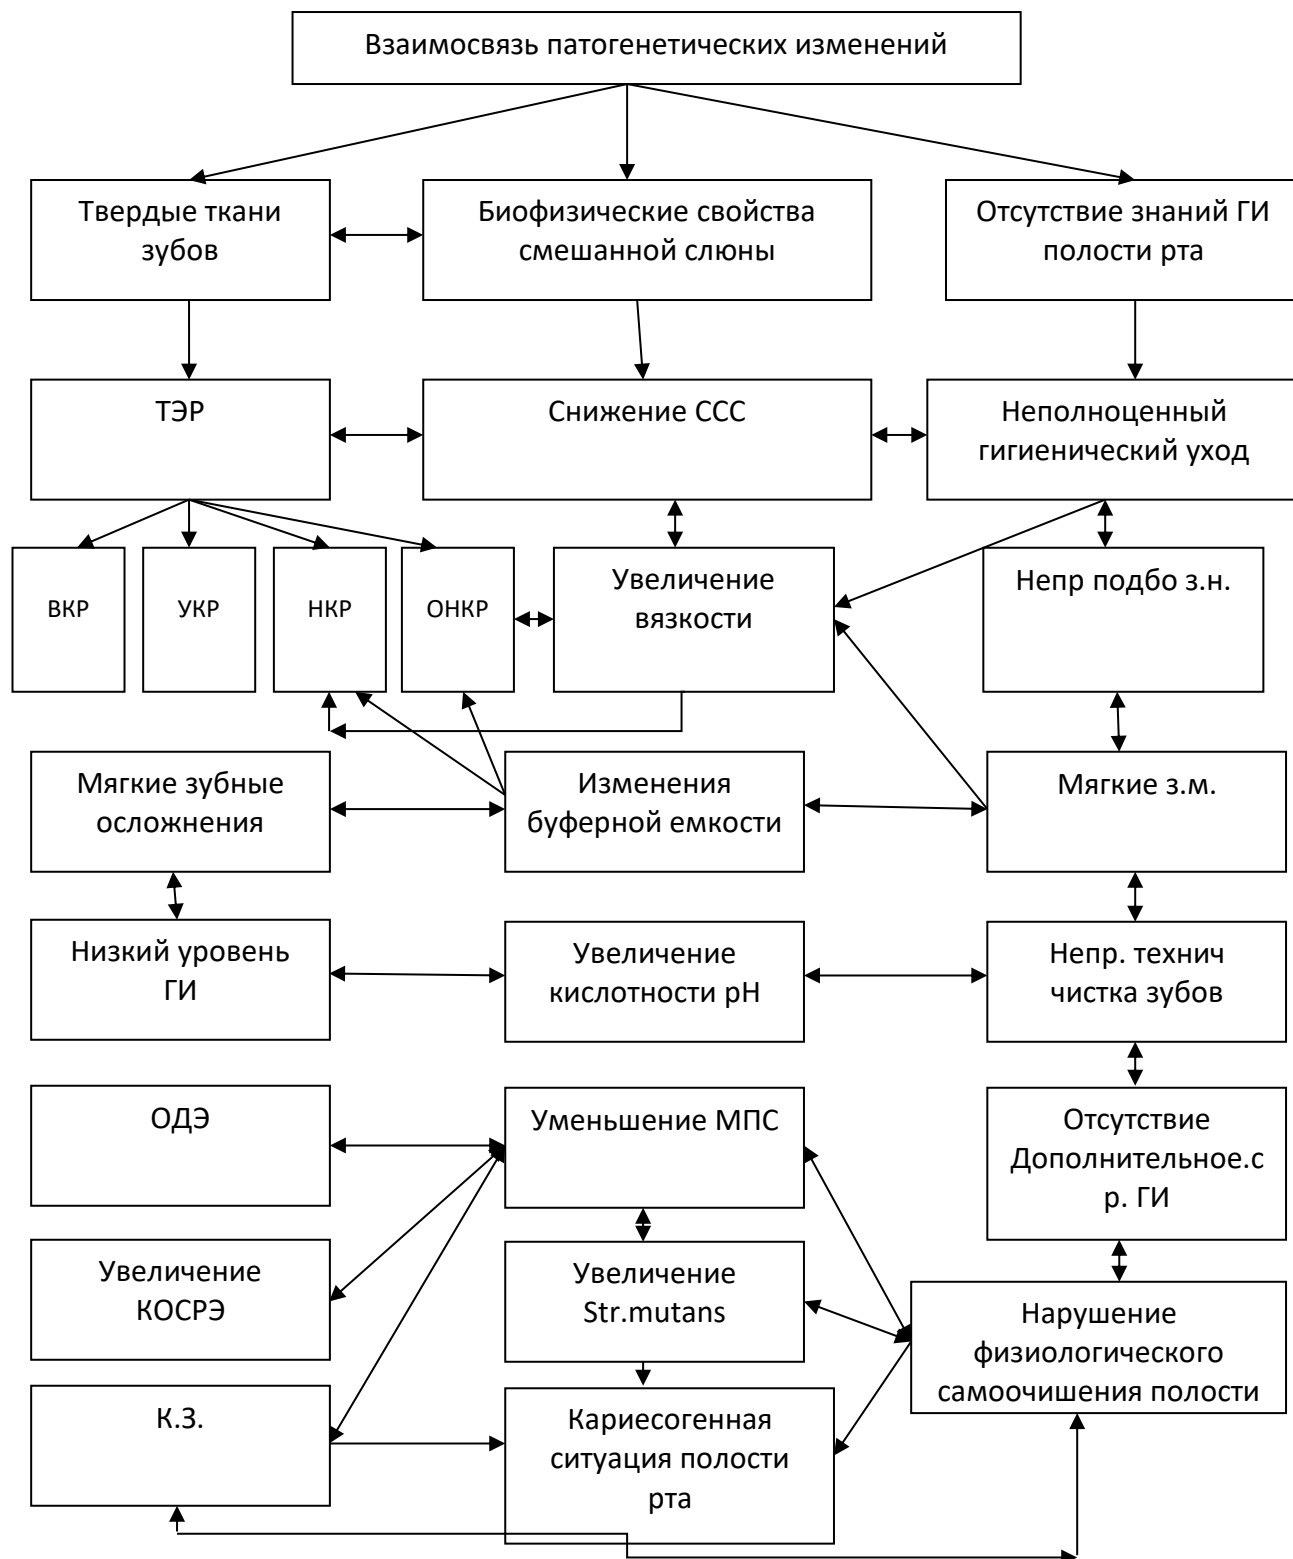 Взаимосвязь патогенетических изменений
Твердые ткани
зубов
Биофизические свойства
смешанной слюны
Отсутствие знаний ГИ
полости рта
ТЭР
Снижение ССС
Неполноценный
гигиенический уход
ВКР
УКР
НКР
ОНКР
Увеличение
вязкости
Непр подбо з.н.
Мягкие зубные
осложнения
Изменения
буферной емкости
Мягкие з.м.
Низкий уровень
ГИ
Увеличение
кислотности pH
Непр. технич
чистка зубов
ОДЭ
Уменьшение МПС
Отсутствие
Дополнительное.с
р. ГИ
Увеличение
КОСРЭ
Увеличение
Str.mutans
Нарушение
физиологического
самоочишения полости
К.З.
Кариесогенная
ситуация полости
рта